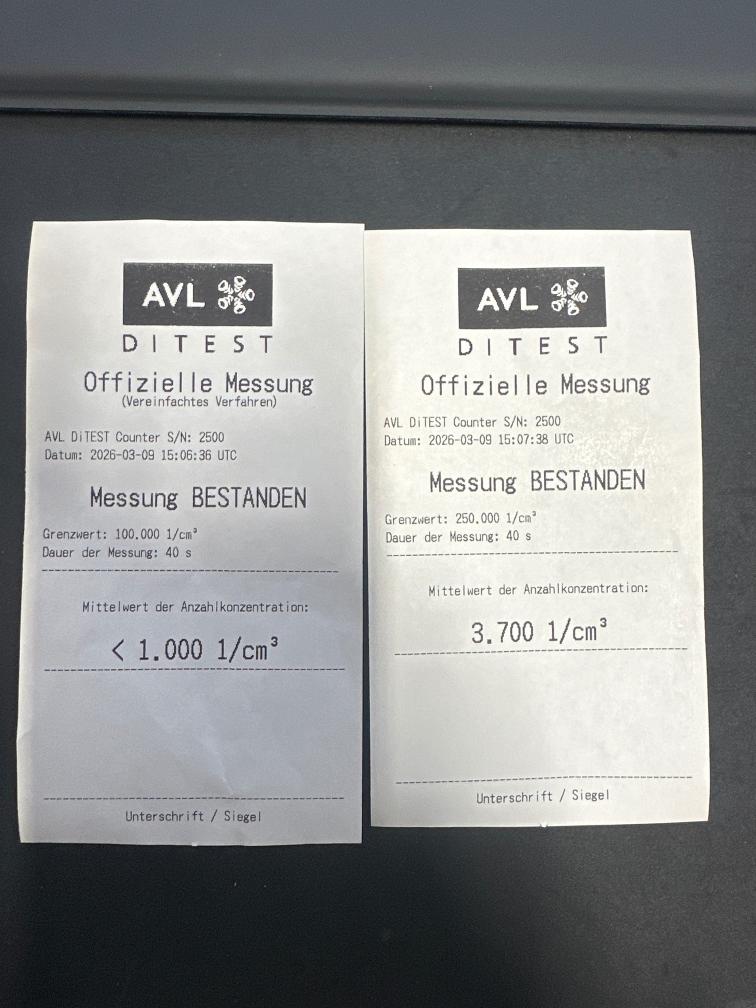 AVL
DITEST
Offizielle Messung
(Vereinfachtes Verfahren)
AVL DiTEST Counter S/N: 2500
Datum: 2026-03-09 15:06:36 UTC
Messung BESTANDEN
Grenzwert: 100.000 1/cm³
Dauer der Messung: 40 s
Mittelwert der Anzahlkonzentration:
< 1.000 1/cm³
Unterschrift / Siegel
AVL
DITEST
Offizielle Messung
AVL DiTEST Counter S/N: 2500
Datum: 2026-03-09 15:07:38 UTC
Messung BESTANDEN
Grenzwert: 250.000 1/cm³
Dauer der Messung: 40 s
Mittelwert der Anzahlkonzentration:
3.700 1/cm³
Unterschrift / Siegel